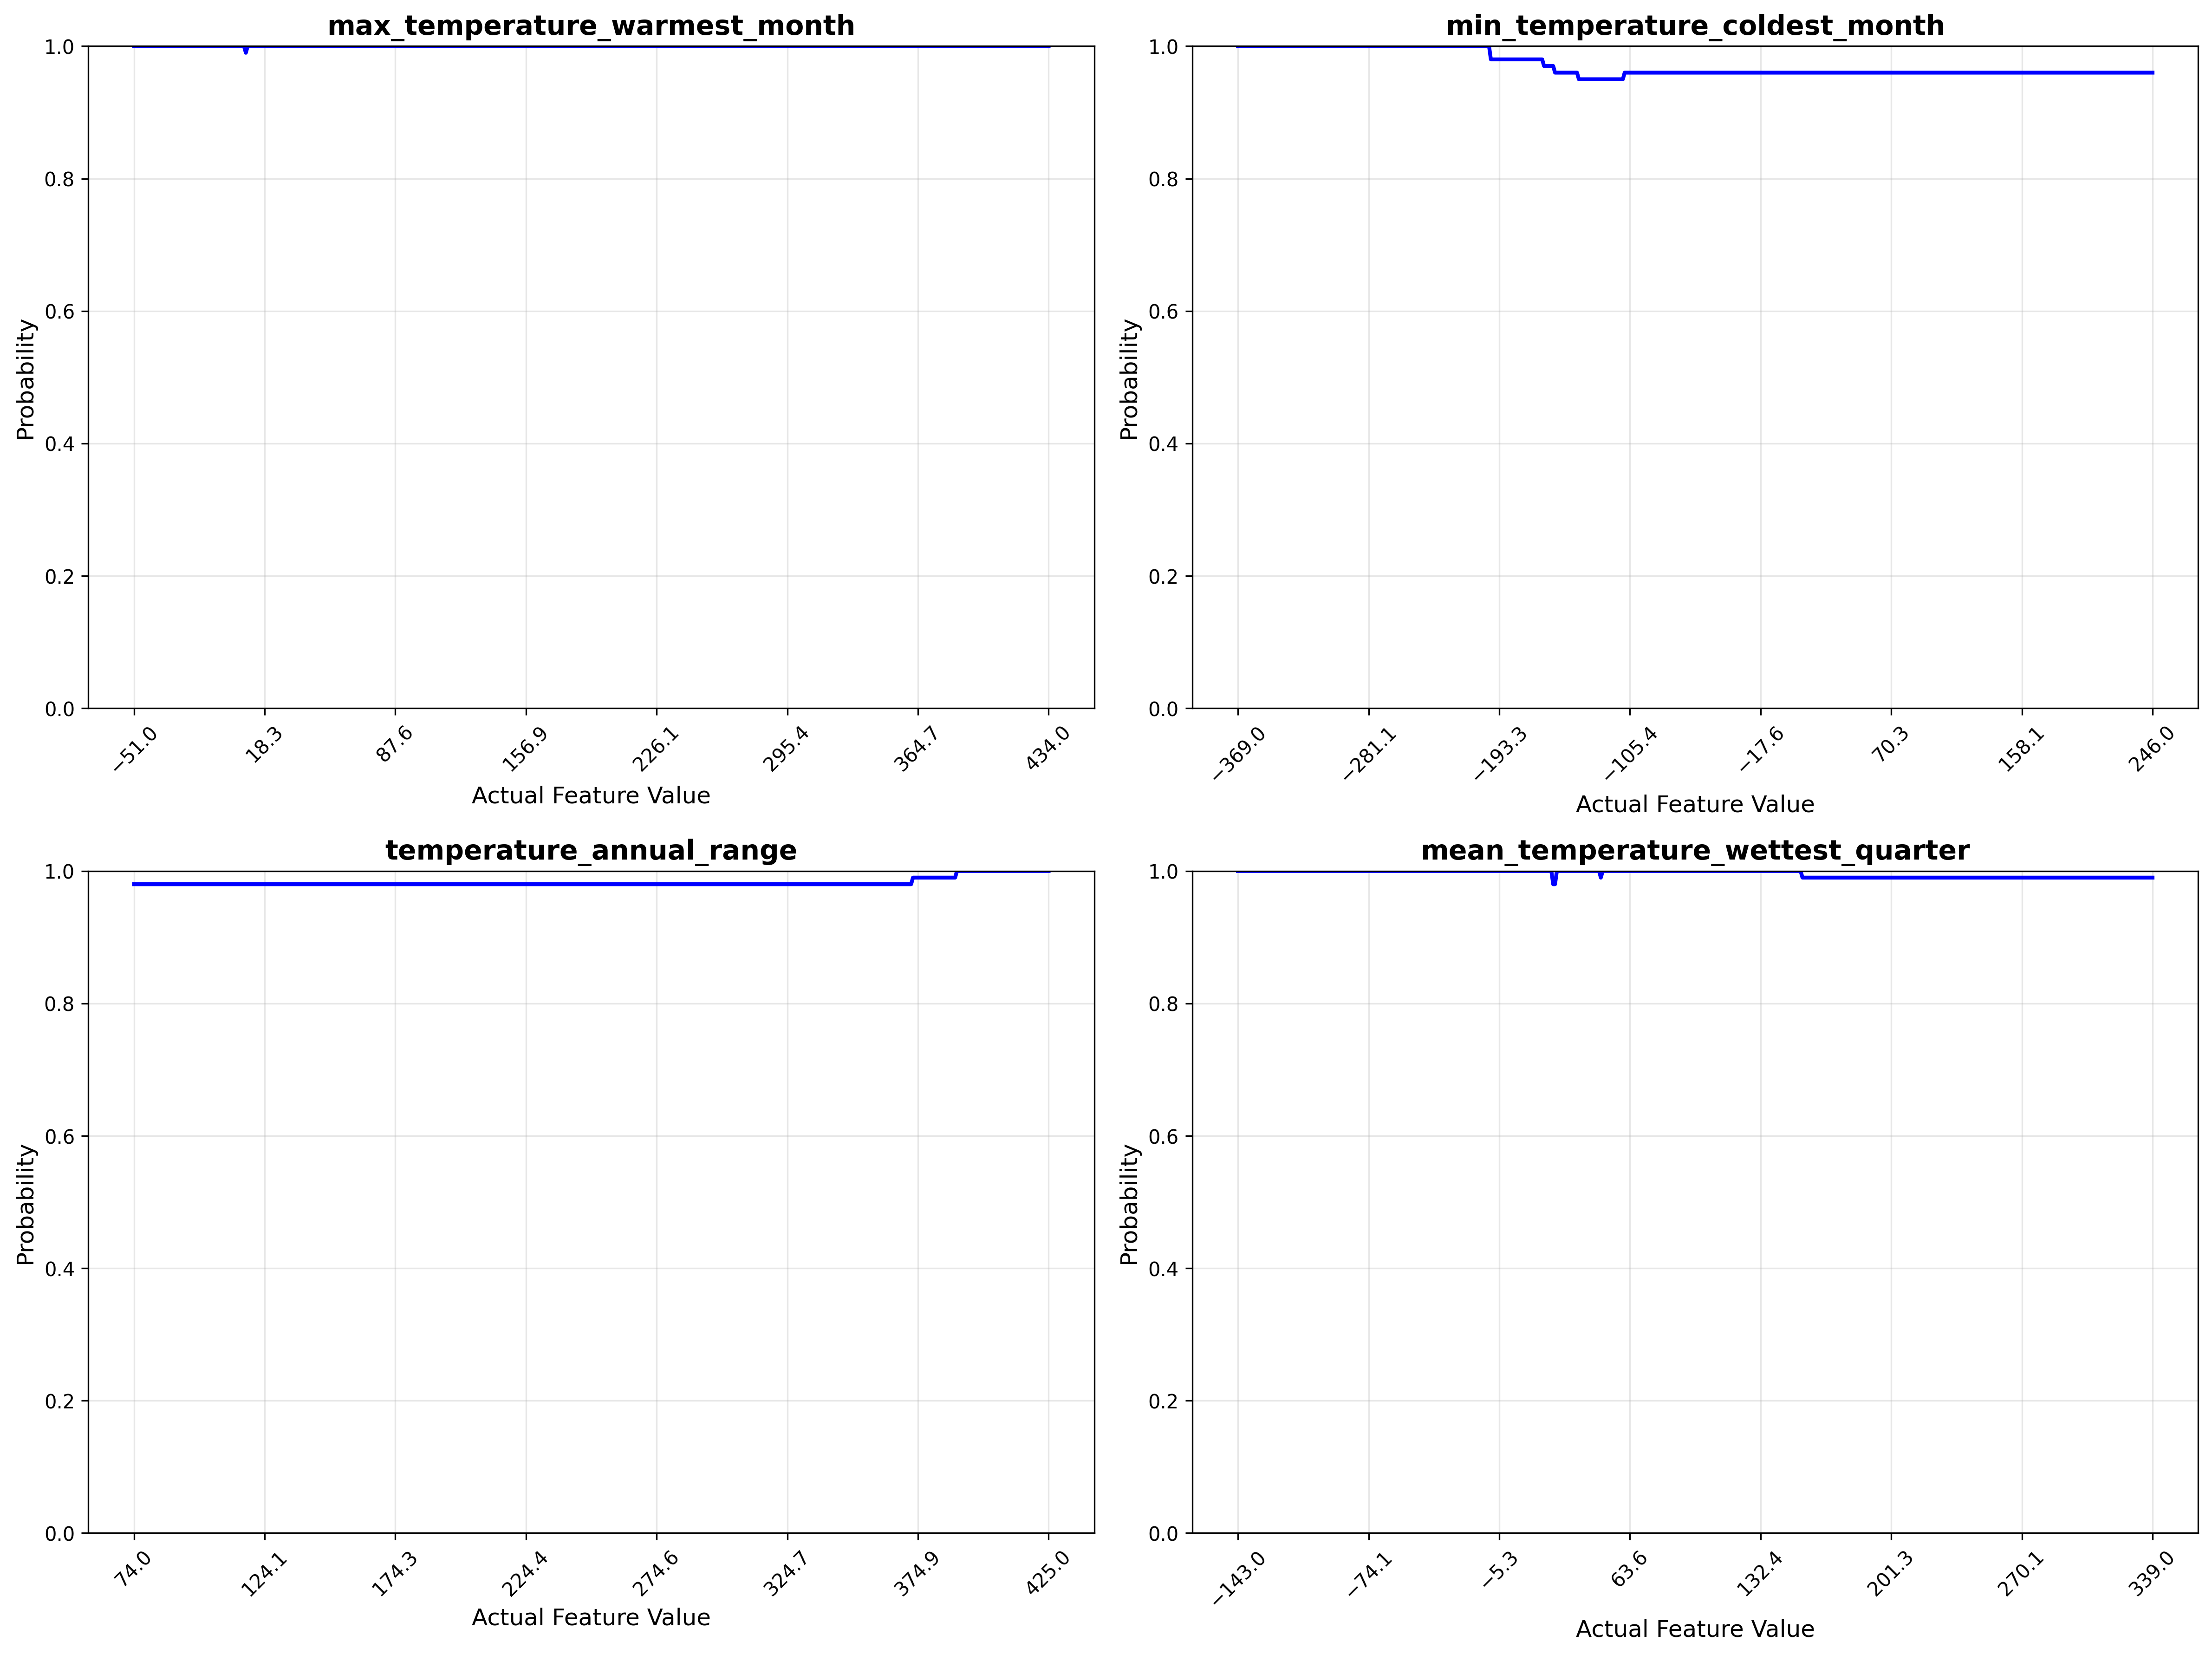 max_temperature_warmest_month
1.0
0.8
0.6
0.4
0.2
0.0
Probability
−51.0 18.3 87.6 156.9 226.1 295.4 364.7 434.0
Actual Feature Value
min_temperature_coldest_month
1.0
0.8
0.6
0.4
0.2
0.0
Probability
−369.0 −281.1 −193.3 −105.4 −17.6 70.3 158.1 246.0
Actual Feature Value
temperature_annual_range
1.0
0.8
0.6
0.4
0.2
0.0
Probability
74.0 124.1 174.3 224.4 274.6 324.7 374.9 425.0
Actual Feature Value
mean_temperature_wettest_quarter
1.0
0.8
0.6
0.4
0.2
0.0
Probability
−143.0 −74.1 −5.3 63.6 132.4 201.3 270.1 339.0
Actual Feature Value